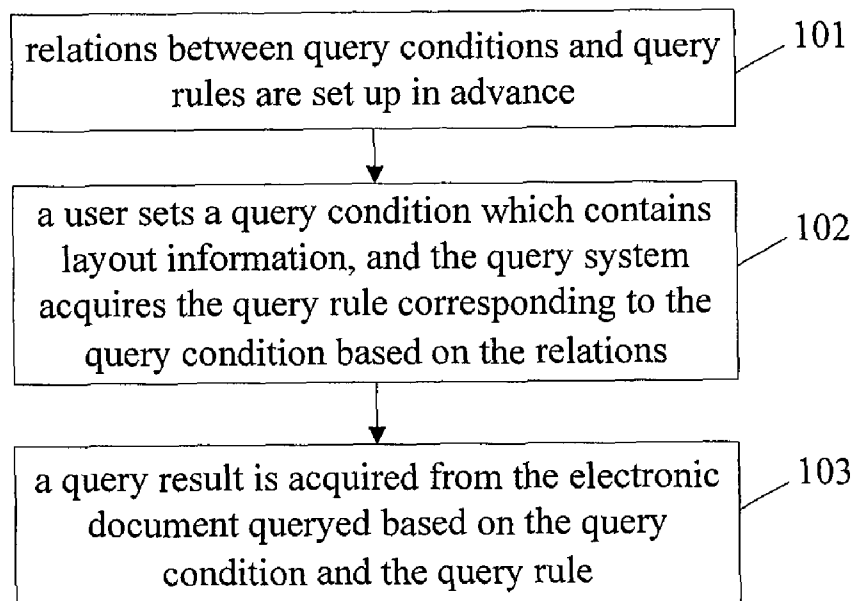 relations between query conditions and query
rules are set up in advance
101
a user sets a query condition which contains
layout information, and the query system
acquires the query rule corresponding to the
query condition based on the relations
102
a query result is acquired from the electronic
document queryed based on the query
condition and the query rule
103